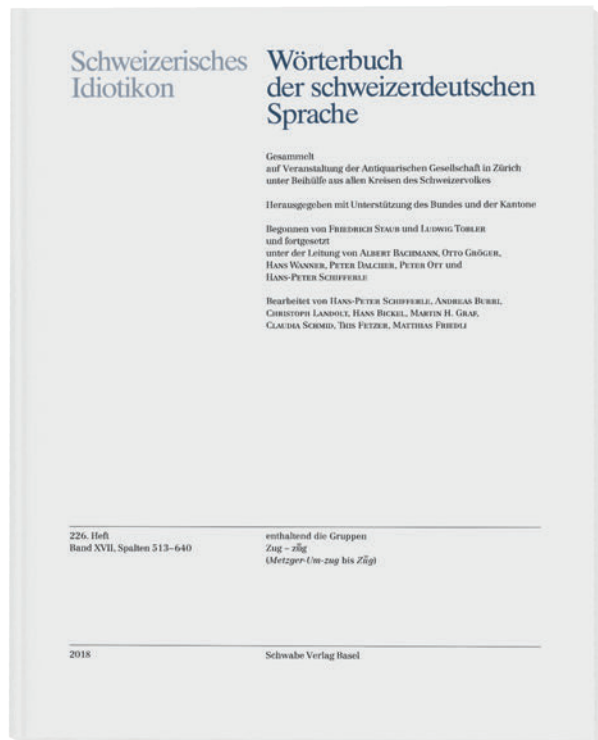 Schweizerisches
Idiotikon
Wörterbuch
der schweizerdeutschen
Sprache
Gesammelt
auf Veranstaltung der Antiquarischen Gesellschaft in Zürich
unter Beihülfe aus allen Kreisen des Schweizervolkes
Herausgegeben mit Unterstützung des Bundes und der Kantone
Begonnen von Friedrich Staub und Ludwig Tobler
und fortgesetzt
unter der Leitung von Albert Bachmann, Otto Gröger,
Hans Wanner, Peter Dalcher, Peter Ott und
Hans-Peter Schifferle
Bearbeitet von Hans-Peter Schifferle, Andreas Burri,
Christoph Landolt, Hans Bickel, Martin H. Graf,
Claudia Schmid, This Fetzer, Matthias Friedli
226. Heft
Band XVII, Spalten 513–640
enthaltend die Gruppen
Zug –
(Metzger-Um-zug bis
2018
Schwabe Verlag Basel